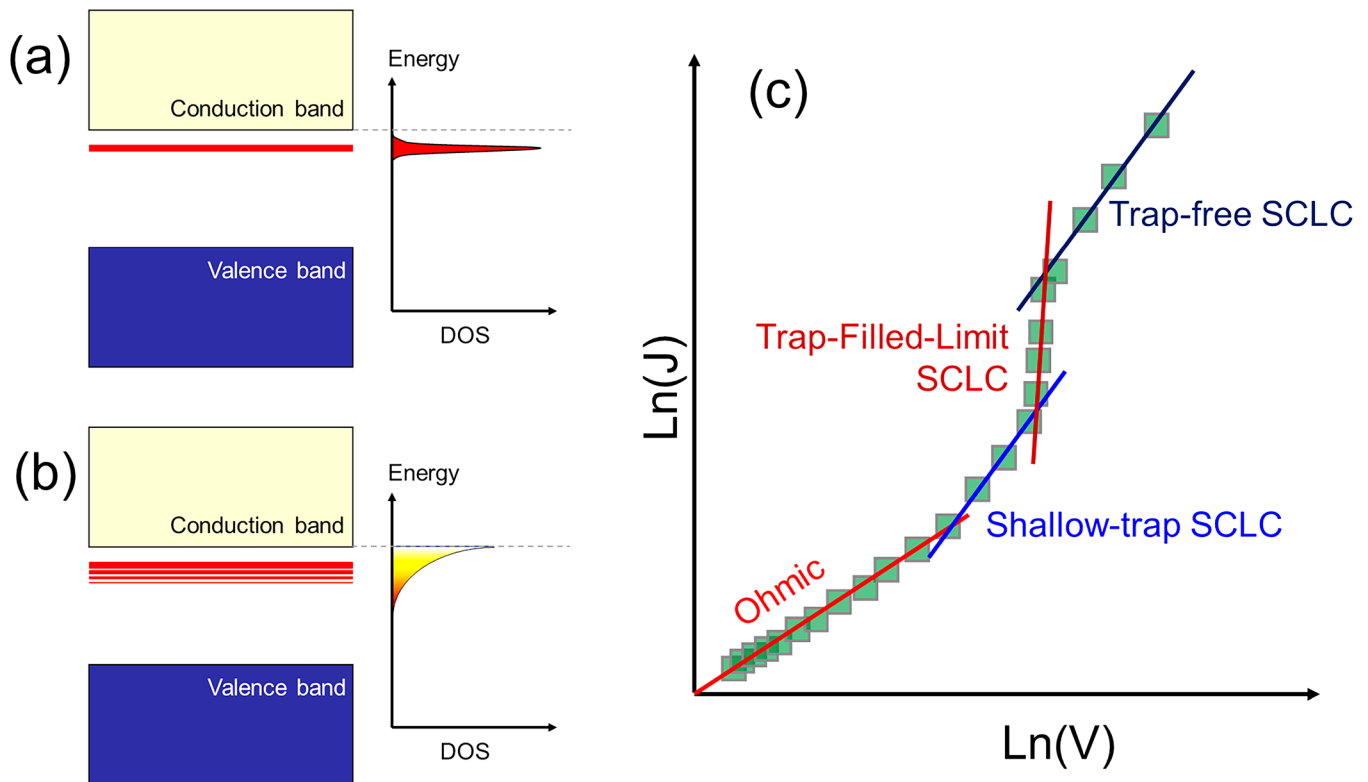 (a)
Conduction band
Valence band
Energy
DOS
(b)
Conduction band
Valence band
Energy
DOS
(c)
Ln(J)
Trap-free SCLC
Trap-Filled-Limit
SCLC
Shallow-trap SCLC
Ohmic
Ln(V)